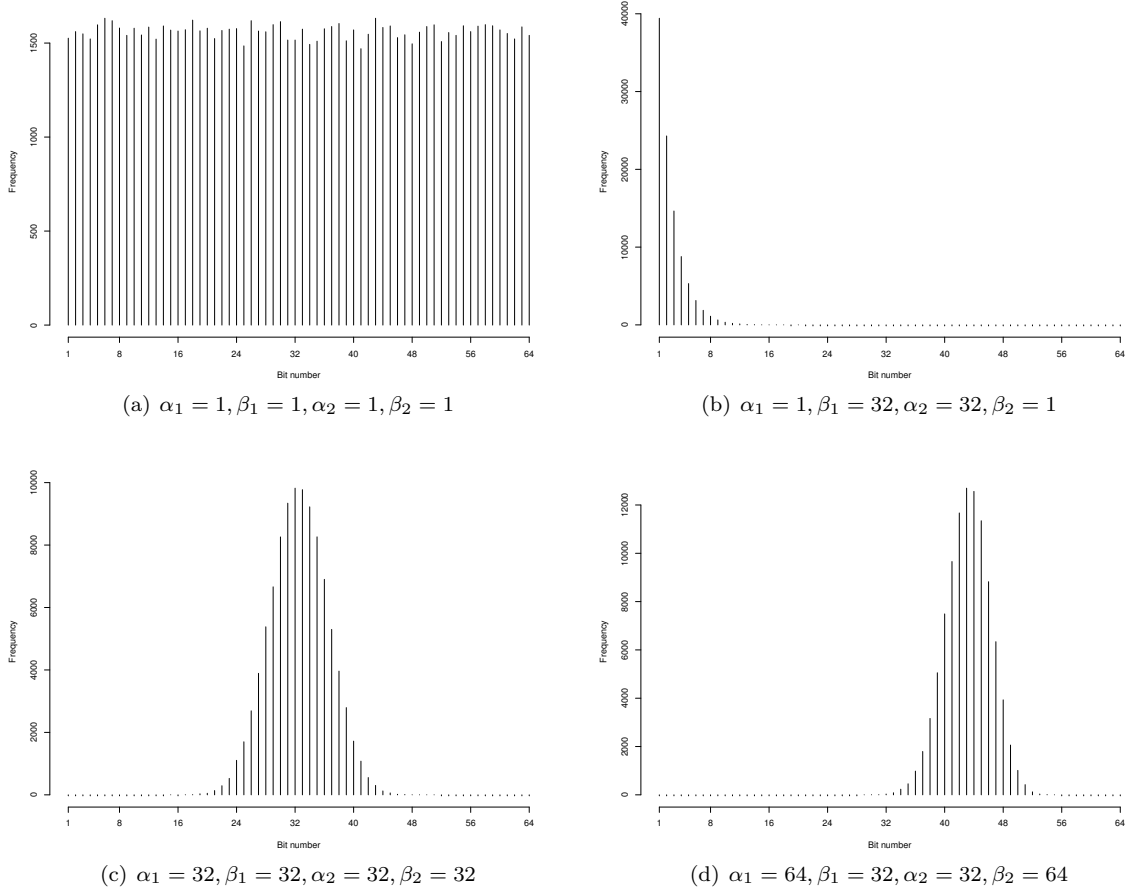 Frequency
0
500
1000
1500
1 8 16 24 32 40 48 56 64
Bit number
(a) α₁ = 1, β₁ = 1, α₂ = 1, β₂ = 1
Frequency
0
10000
20000
30000
40000
1 8 16 24 32 40 48 56 64
Bit number
(b) α₁ = 1, β₁ = 32, α₂ = 32, β₂ = 1
Frequency
0
2000
4000
6000
8000
10000
1 8 16 24 32 40 48 56 64
Bit number
(c) α₁ = 32, β₁ = 32, α₂ = 32, β₂ = 32
Frequency
0
2000
4000
6000
8000
10000
12000
1 8 16 24 32 40 48 56 64
Bit number
(d) α₁ = 64, β₁ = 32, α₂ = 32, β₂ = 64